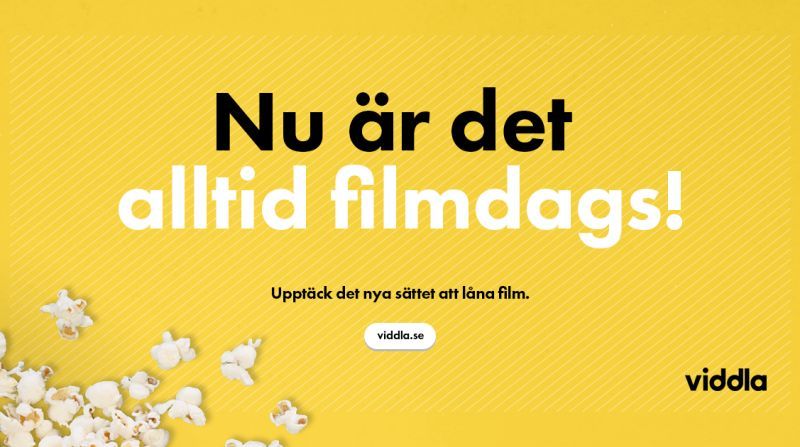 Nu är det
alltid filmdags!
Upptäck det nya sättet att låna film.
viddla.se
viddla